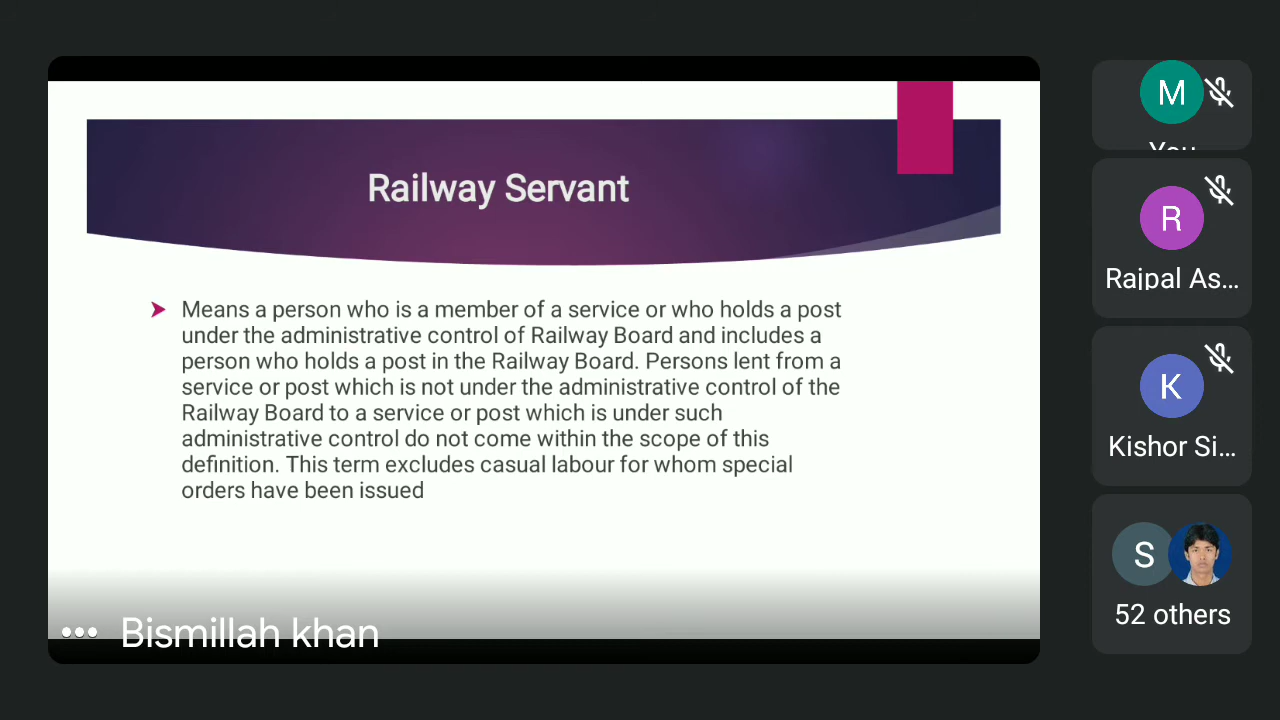 Railway Servant
Means a person who is a member of a service or who holds a post
under the administrative control of Railway Board and includes a
person who holds a post in the Railway Board. Persons lent from a
service or post which is not under the administrative control of the
Railway Board to a service or post which is under such
administrative control do not come within the scope of this
definition. This term excludes casual labour for whom special
orders have been issued
Bismillah khan
M
You
R
Rajpal As...
K
Kishor Si...
S
52 others